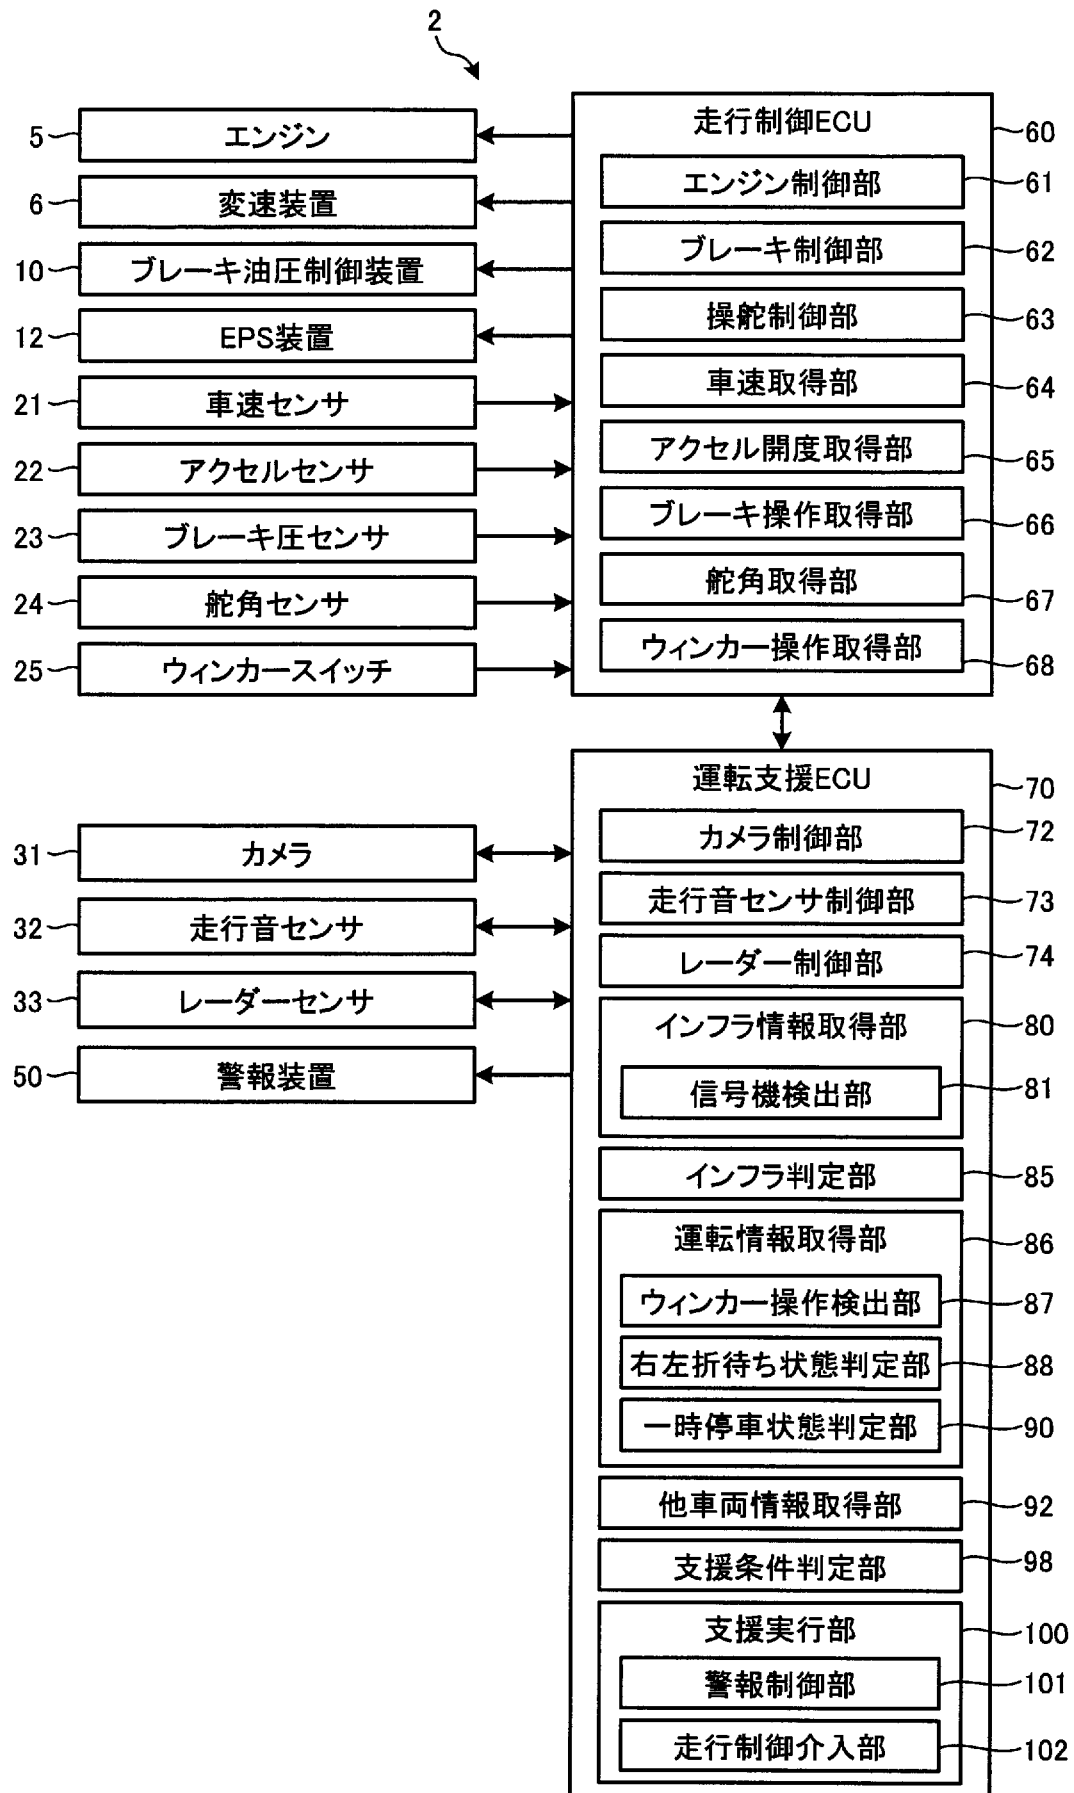 2
5 エンジン
6 変速装置
10 ブレーキ油圧制御装置
12 EPS装置
21 車速センサ
22 アクセルセンサ
23 ブレーキ圧センサ
24 舵角センサ
25 ウィンカースイッチ
走行制御ECU 60
エンジン制御部 61
ブレーキ制御部 62
操舵制御部 63
車速取得部 64
アクセル開度取得部 65
ブレーキ操作取得部 66
舵角取得部 67
ウィンカー操作取得部 68
31 カメラ
32 走行音センサ
33 レーダーセンサ
50 警報装置
運転支援ECU 70
カメラ制御部 72
走行音センサ制御部 73
レーダー制御部 74
インフラ情報取得部 80
信号機検出部 81
インフラ判定部 85
運転情報取得部 86
ウィンカー操作検出部 87
右左折待ち状態判定部 88
一時停車状態判定部 90
他車両情報取得部 92
支援条件判定部 98
支援実行部 100
警報制御部 101
走行制御介入部 102